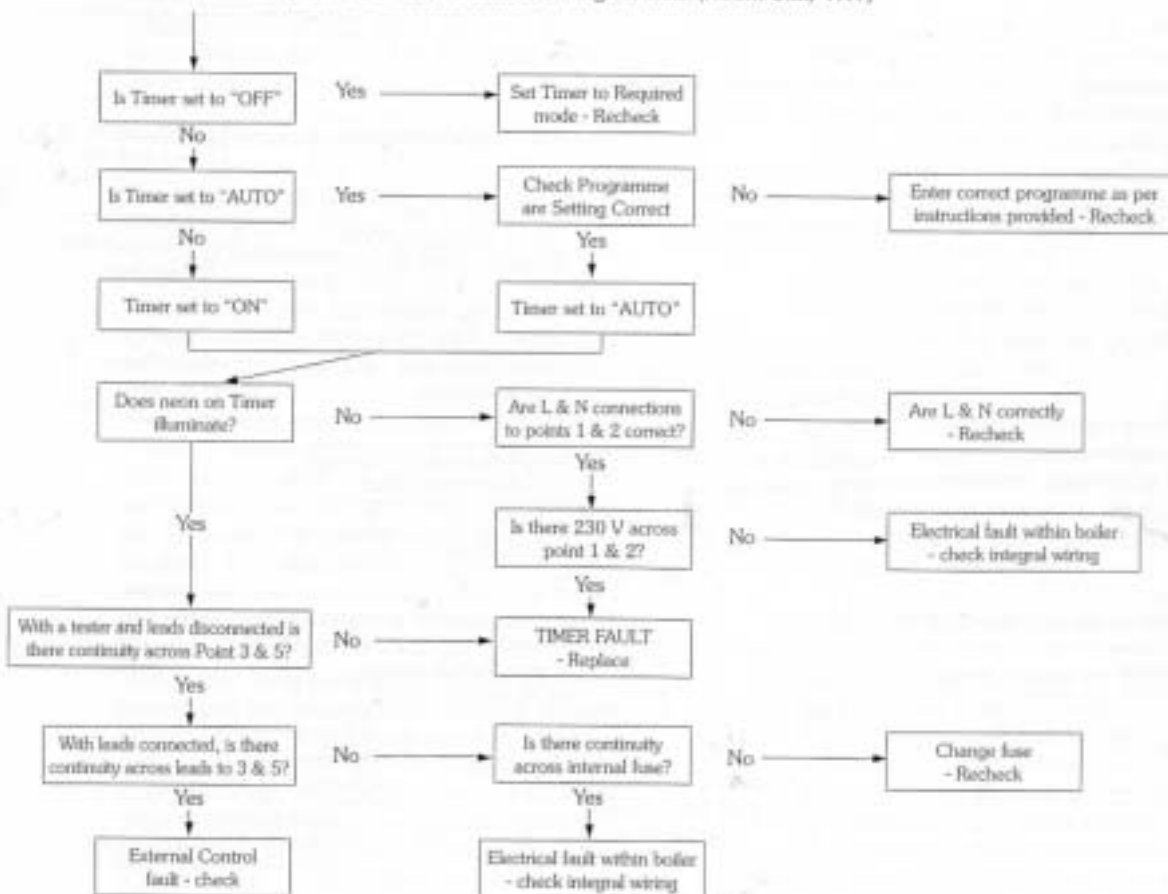 Is Timer set to "OFF"
Yes
Set Timer to Required
mode - Recheck
No
Is Timer set to "AUTO"
Yes
Check Programme
are Setting Correct
No
Enter correct programme as per
instructions provided - Recheck
No
Yes
Timer set to "ON"
Timer set to "AUTO"
Does neon on Timer
illuminate?
No
Are L & N connections
to points 1 & 2 correct?
No
Are L & N correctly
- Recheck
Yes
Yes
Is there 230 V across
point 1 & 2?
No
Electrical fault within boiler
- check integral wiring
Yes
With a tester and leads disconnected is
there continuity across Point 3 & 5?
No
TIMER FAULT
- Replace
Yes
With leads connected, is there
continuity across leads to 3 & 5?
No
Is there continuity
across internal fuse?
No
Change fuse
- Recheck
Yes
Yes
External Control
fault - check
Electrical fault within boiler
- check integral wiring